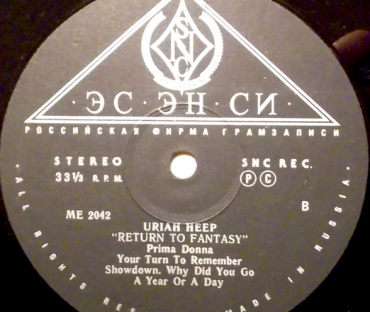 SNC
· ЭС · ЭН · СИ ·
РОССИЙСКАЯ ФИРМА ГРАМЗАПИСИ
STEREO
33⅓ R.P.M.
SNC REC.
Ⓟ Ⓒ
ME 2042
B
URIAH HEEP
"RETURN TO FANTASY"
Prima Donna
Your Turn To Remember
Showdown. Why Did You Go
A Year Or A Day
· ALL RIGHTS MADE IN RUSSIA ·